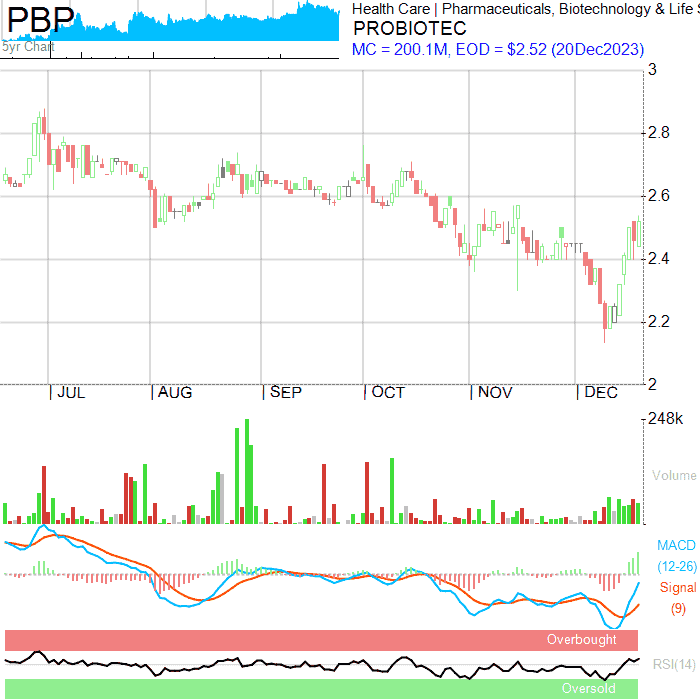 PBP
5yr Chart
Health Care | Pharmaceuticals, Biotechnology & Life S
PROBIOTEC
MC = 200.1M, EOD = $2.52 (20Dec2023)
3
2.8
2.6
2.4
2.2
2
JUL AUG SEP OCT NOV DEC
248k
Volume
MACD
(12-26)
Signal
(9)
Overbought
RSI(14)
Oversold